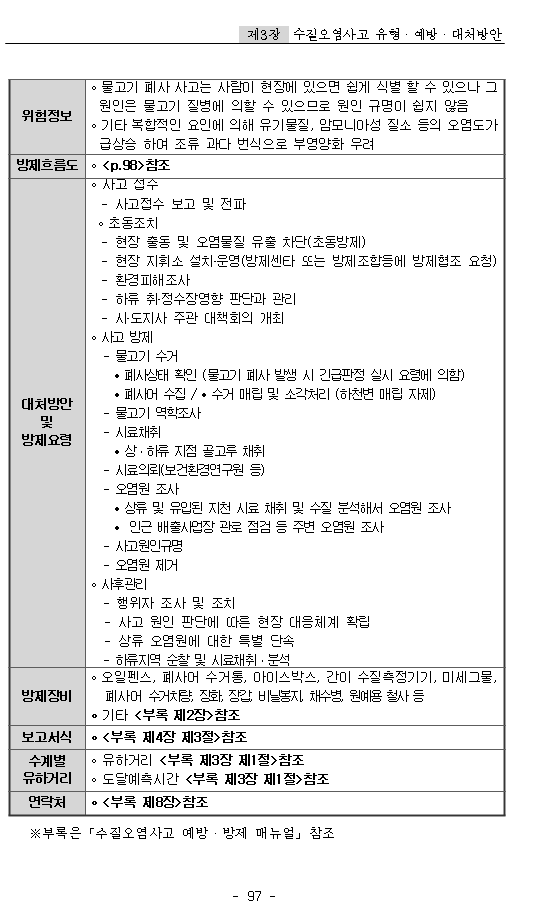 제3장 수질오염사고 유형·예방·대처방안
위험정보
◦ 물고기 폐사 사고는 사람이 현장에 있으면 쉽게 식별 할 수 있으나 그
원인은 물고기 질병에 의할 수 있으므로 원인 규명이 쉽지 않음
◦ 기타 복합적인 요인에 의해 유기물질, 암모니아성 질소 등의 오염도가
급상승 하여 조류 과다 번식으로 부영양화 우려
방제흐름도
◦ <p.98>참조
대처방안
및
방제요령
◦ 사고 접수
- 사고접수 보고 및 전파
◦ 초동조치
- 현장 출동 및 오염물질 유출 차단(초동방제)
- 현장 지휘소 설치·운영(방제센타 또는 방제조합등에 방제협조 요청)
- 환경피해조사
- 하류 취·정수장영향 판단과 관리
- 시·도지사 주관 대책회의 개최
◦ 사고 방제
- 물고기 수거
• 폐사상태 확인 (물고기 폐사 발생 시 긴급판정 실시 요령에 의함)
• 폐사어 수집 / • 수거 매립 및 소각처리 (하천변 매립 자제)
- 물고기 역학조사
- 시료채취
• 상·하류 지점 골고루 채취
- 시료의뢰(보건환경연구원 등)
- 오염원 조사
• 상류 및 유입된 지천 시료 채취 및 수질 분석해서 오염원 조사
• 인근 배출사업장 관로 점검 등 주변 오염원 조사
- 사고원인규명
- 오염원 제거
◦ 사후관리
- 행위자 조사 및 조치
- 사고 원인 판단에 따른 현장 대응체계 확립
- 상류 오염원에 대한 특별 단속
- 하류지역 순찰 및 시료채취·분석
방제장비
◦ 오일펜스, 폐사어 수거통, 아이스박스, 간이 수질측정기기, 미세그물,
폐사어 수거차량, 장화, 장갑, 비닐봉지, 채수병, 원예용 철사 등
◦ 기타 <부록 제2장>참조
보고서식
◦ <부록 제4장 제3절>참조
수계별
유하거리
◦ 유하거리 <부록 제3장 제1절>참조
◦ 도달예측시간 <부록 제3장 제1절>참조
연락처
◦ <부록 제8장>참조
※부록은「수질오염사고 예방·방제 매뉴얼」참조
- 97 -